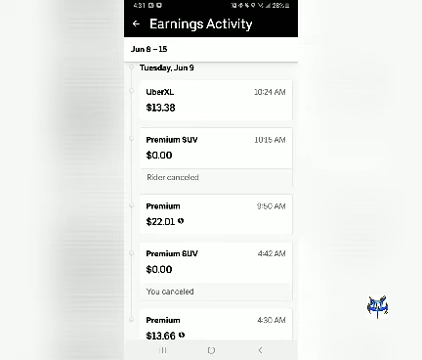 4:31
28%
Earnings Activity
Jun 8 – 15
Tuesday, Jun 9
UberXL 10:24 AM
$13.38
Premium SUV 10:15 AM
$0.00
Rider canceled
Premium 9:50 AM
$22.01
Premium SUV 4:42 AM
$0.00
You canceled
Premium 4:30 AM
$13.66